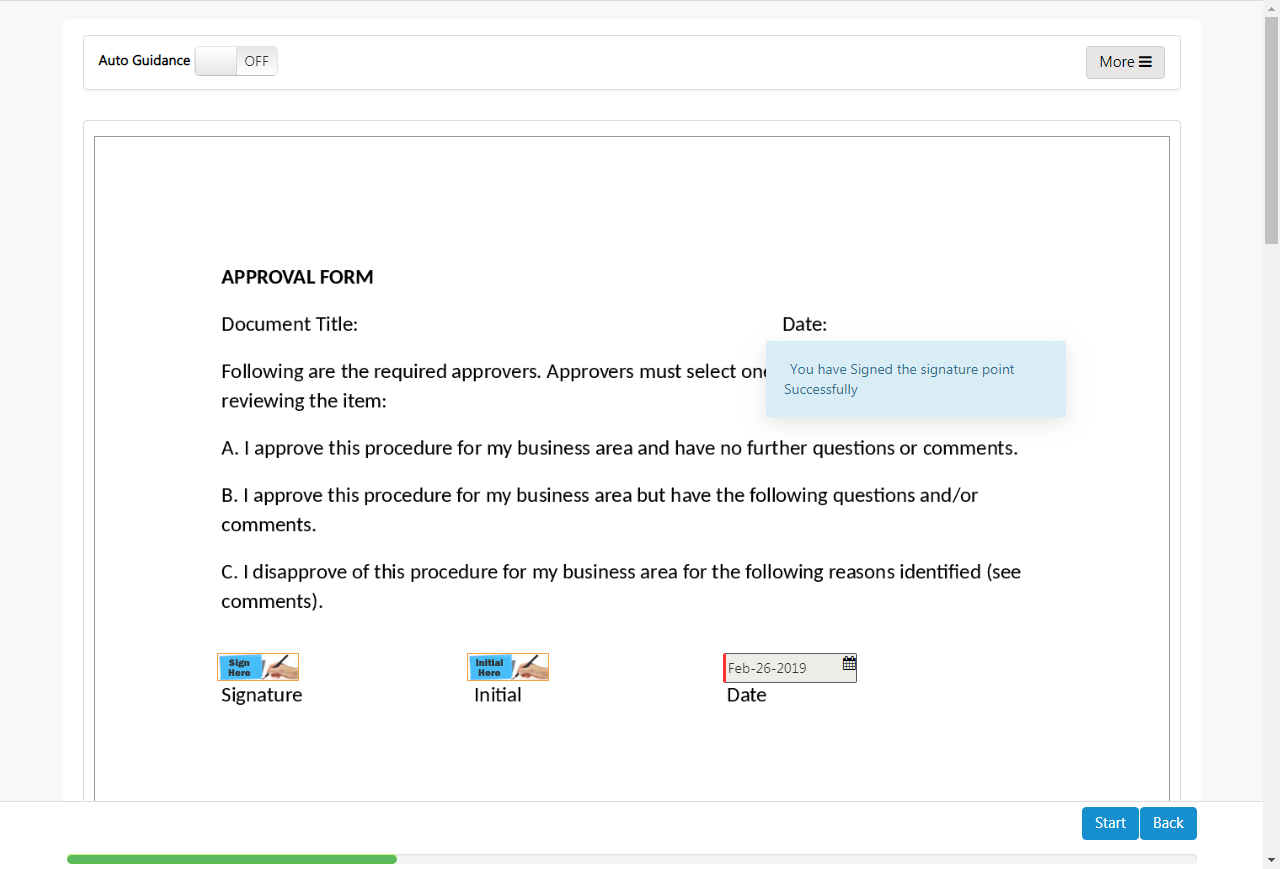 Auto Guidance OFF More
APPROVAL FORM
Document Title: Date:
Following are the required approvers. Approvers must select one
You have Signed the signature point
Successfully
reviewing the item:
A. I approve this procedure for my business area and have no further questions or comments.
B. I approve this procedure for my business area but have the following questions and/or
comments.
C. I disapprove of this procedure for my business area for the following reasons identified (see
comments).
Sign
Here
Initial
Here
Feb-26-2019
Signature Initial Date
Start Back